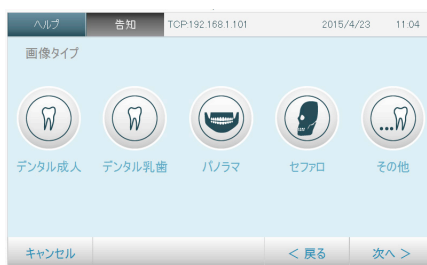 ヘルプ 告知 TCP:192.168.1.101 2015/4/23 11:04
画像タイプ
デンタル成人 デンタル乳歯 パノラマ セファロ その他
キャンセル < 戻る 次へ >